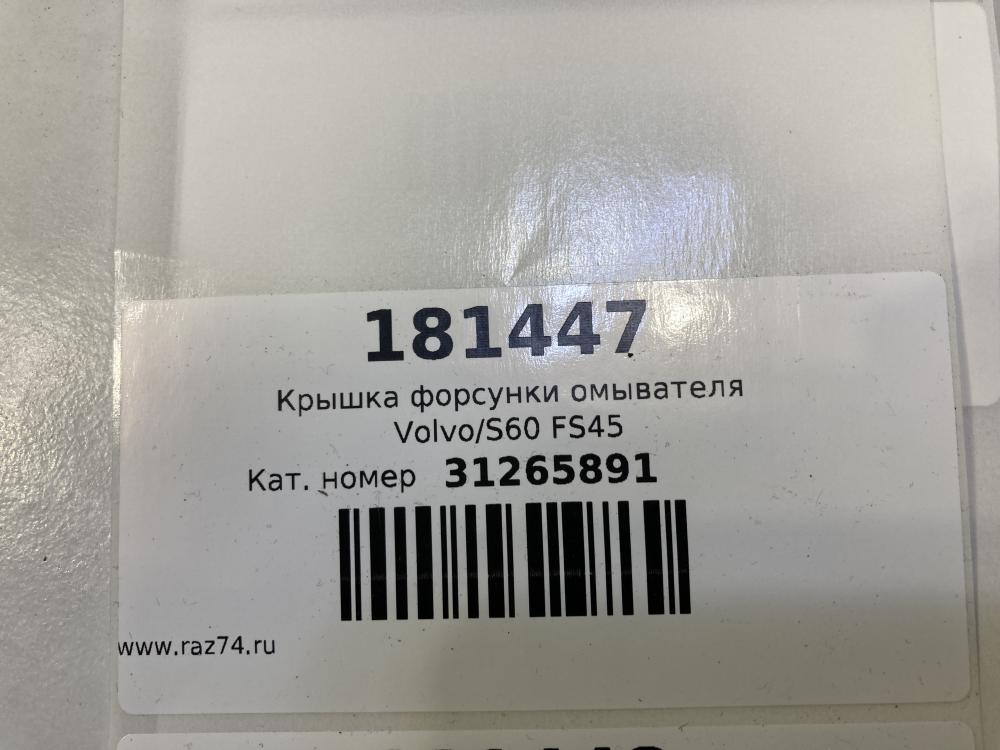 181447
Крышка форсунки омывателя
Volvo/S60 FS45
Кат. номер 31265891
www.raz74.ru